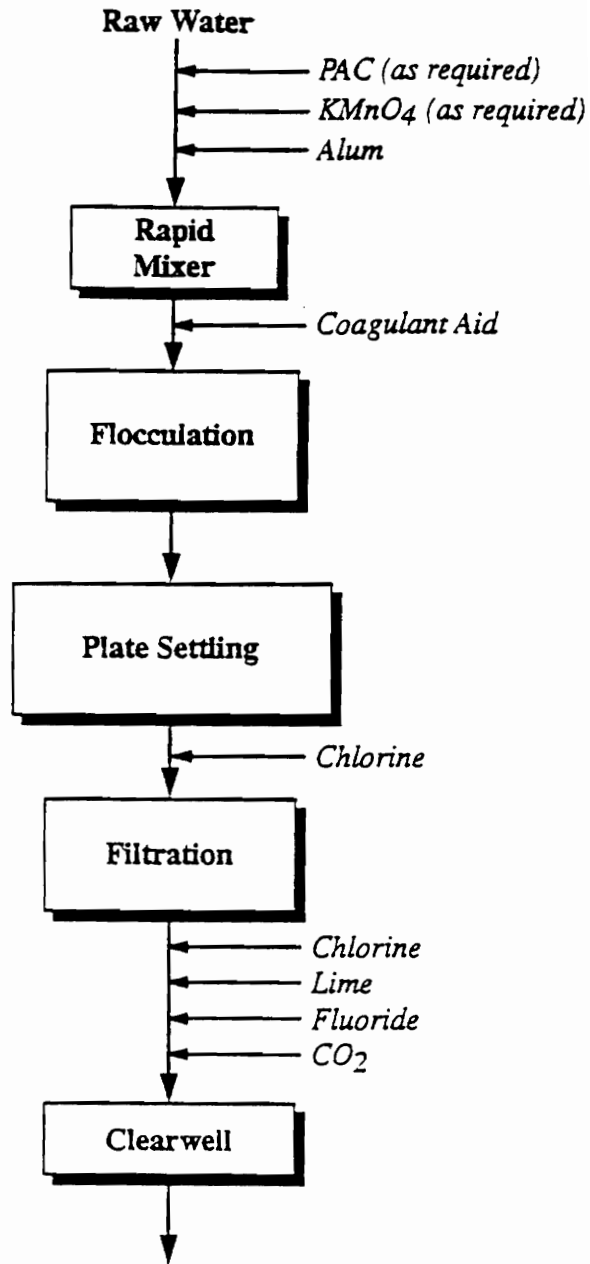 Raw Water
PAC (as required)
KMnO4 (as required)
Alum
Rapid
Mixer
Coagulant Aid
Flocculation
Plate Settling
Chlorine
Filtration
Chlorine
Lime
Fluoride
CO2
Clearwell